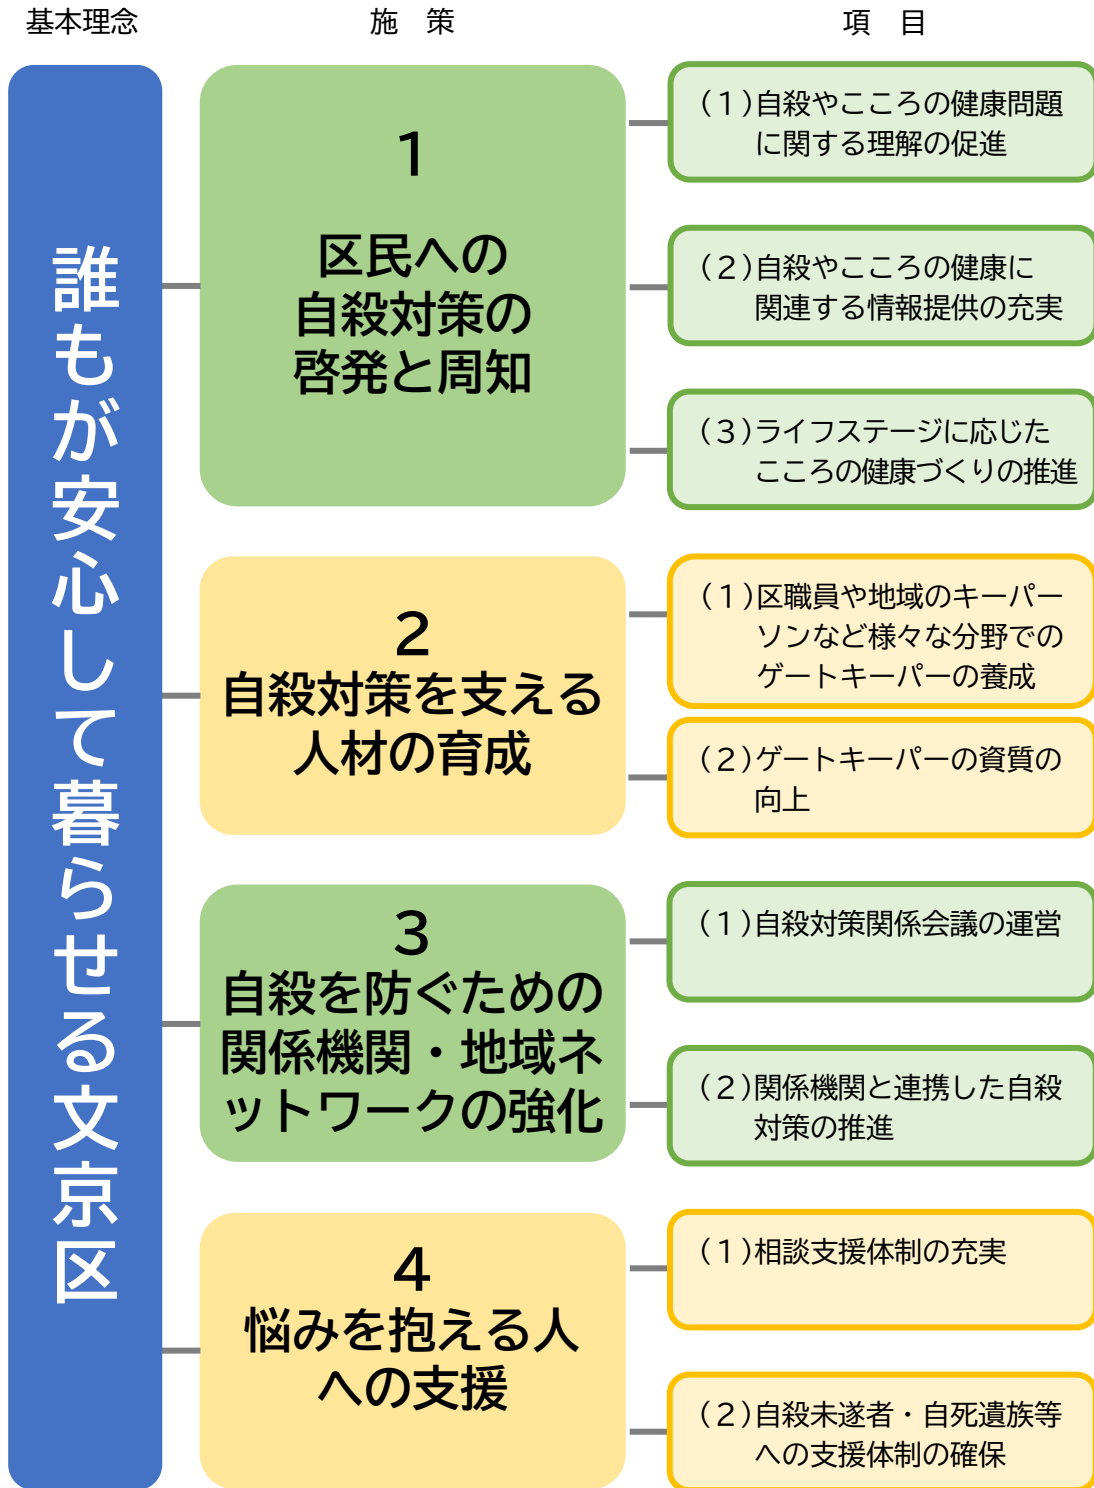 基本理念
施　策
項　目
誰もが安心して暮らせる文京区
1
区民への
自殺対策の
啓発と周知
（１）自殺やこころの健康問題
に関する理解の促進
（２）自殺やこころの健康に
関連する情報提供の充実
（３）ライフステージに応じた
こころの健康づくりの推進
2
自殺対策を支える
人材の育成
（１）区職員や地域のキーパー
ソンなど様々な分野での
ゲートキーパーの養成
（２）ゲートキーパーの資質の
向上
3
自殺を防ぐための
関係機関・地域ネ
ットワークの強化
（１）自殺対策関係会議の運営
（２）関係機関と連携した自殺
対策の推進
4
悩みを抱える人
への支援
（１）相談支援体制の充実
（２）自殺未遂者・自死遺族等
への支援体制の確保